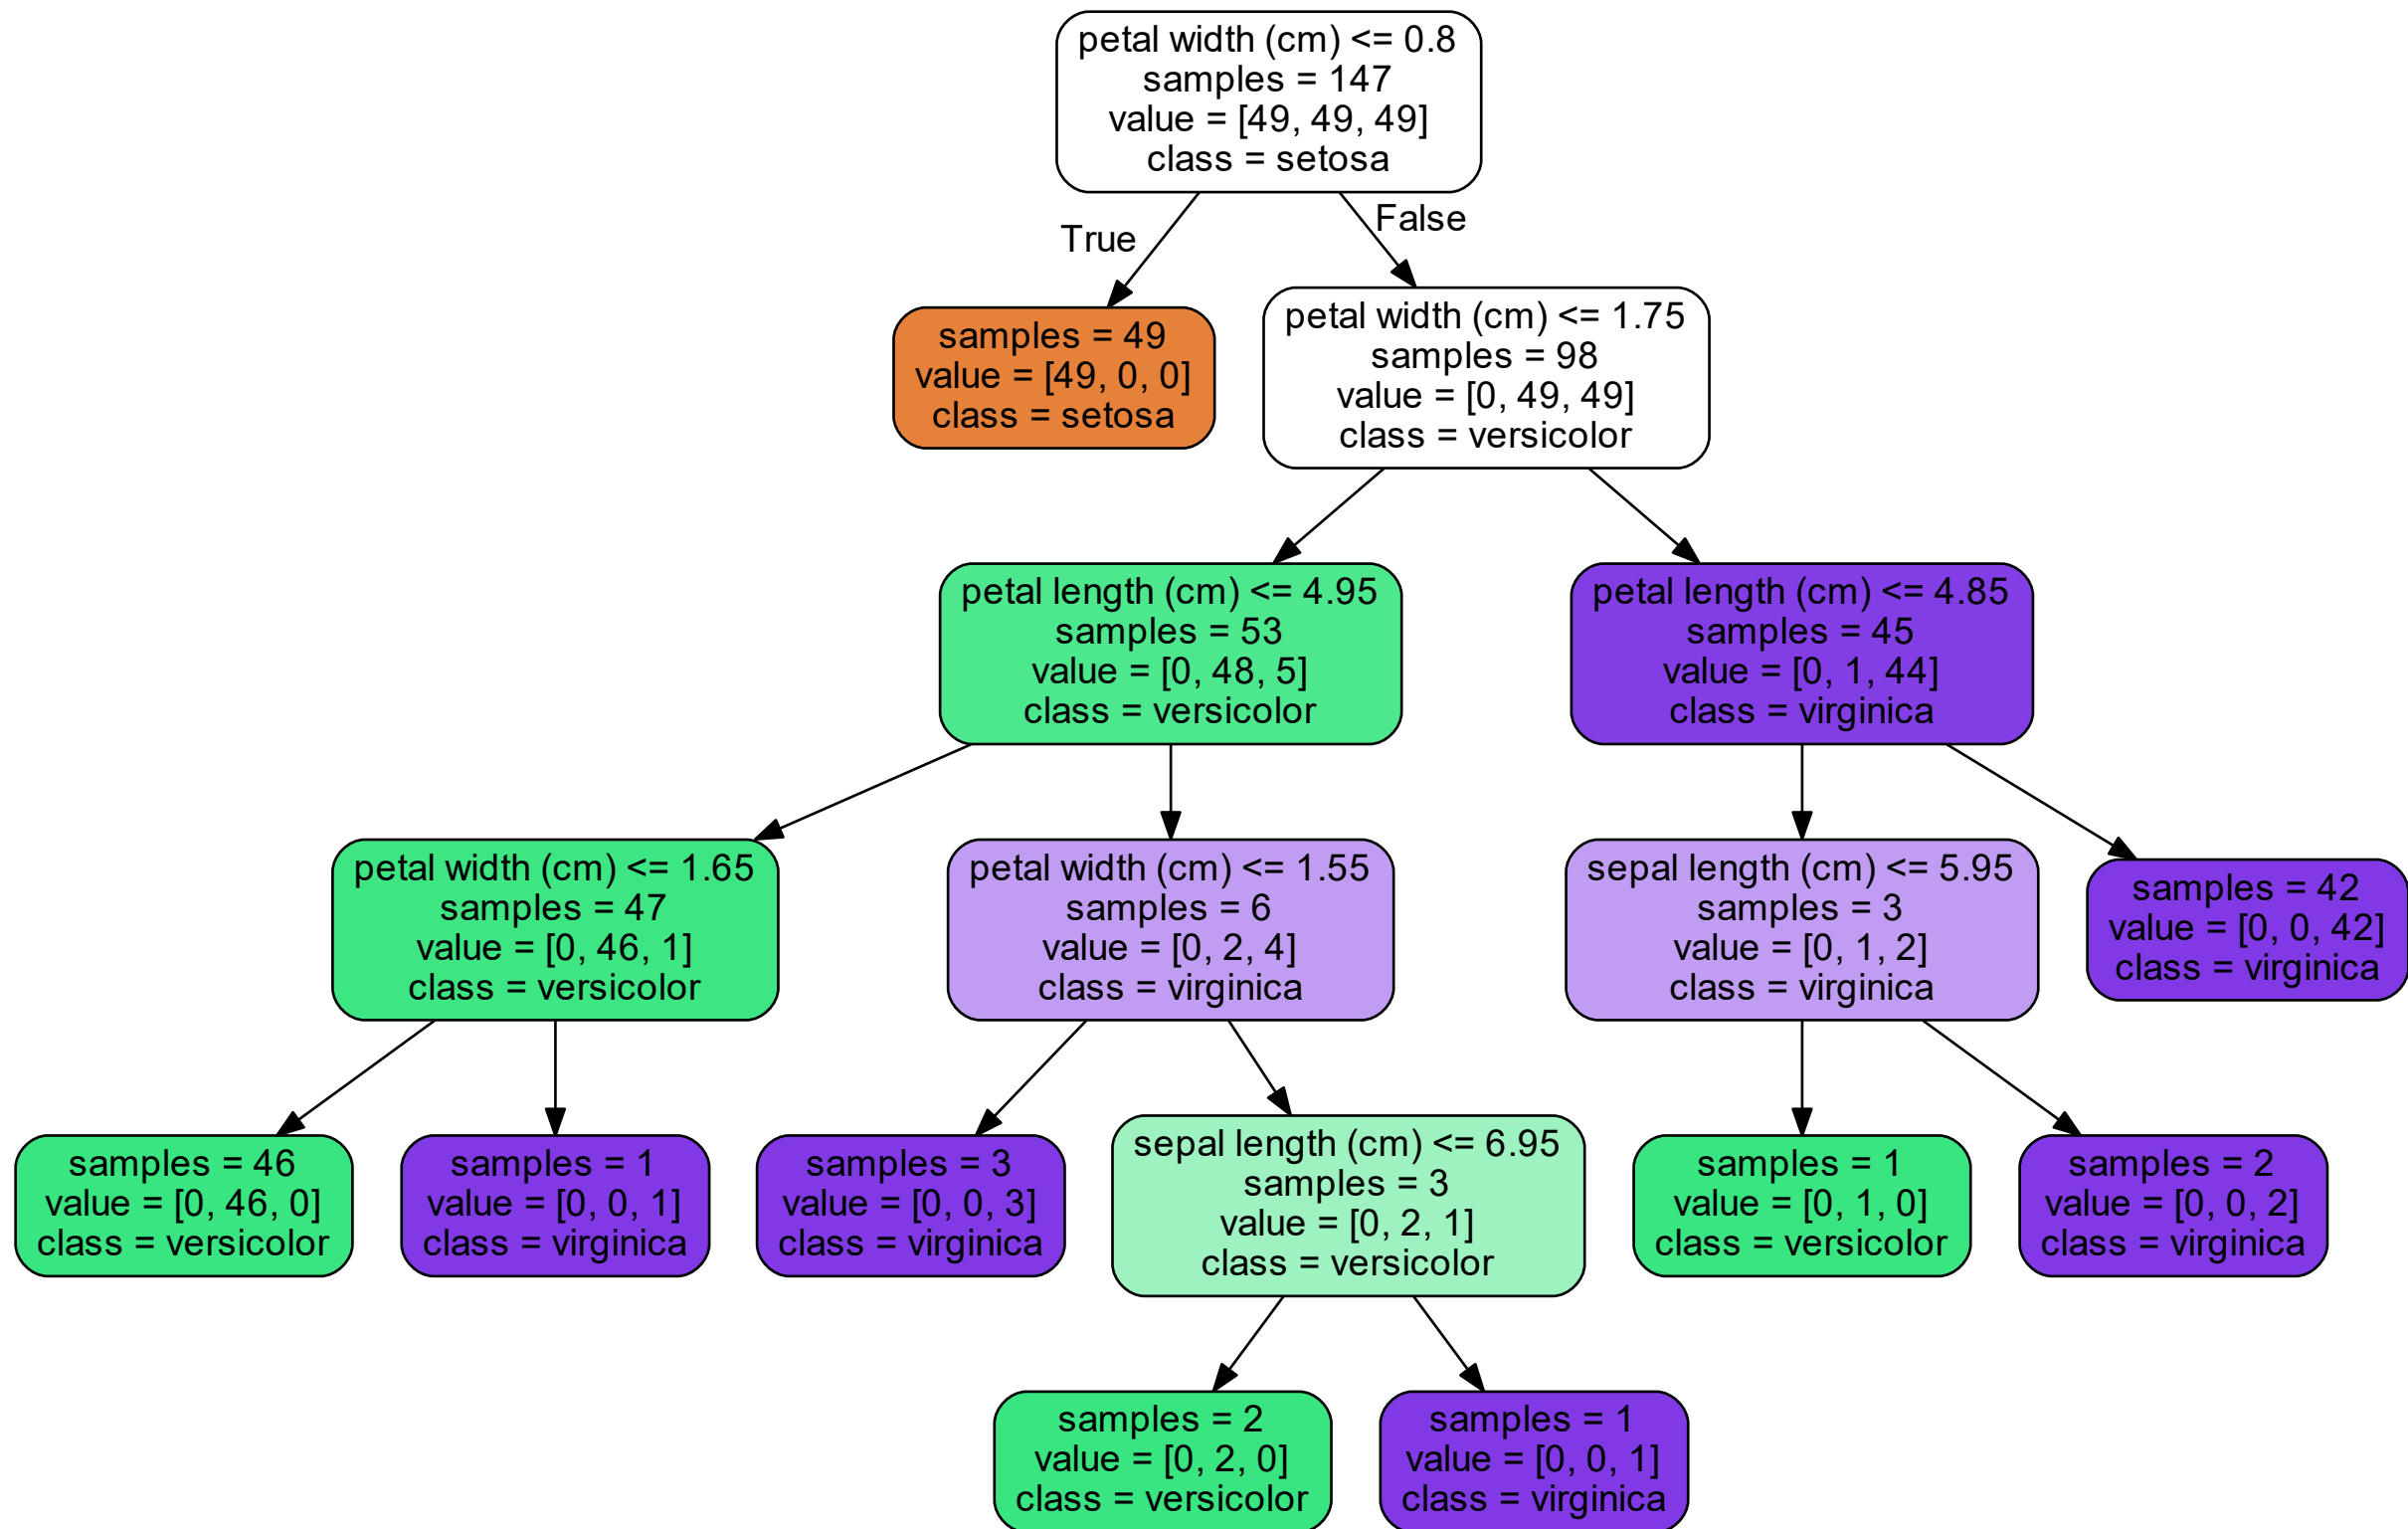 petal width (cm) <= 0.8
samples = 147
value = [49, 49, 49]
class = setosa
True
False
samples = 49
value = [49, 0, 0]
class = setosa
petal width (cm) <= 1.75
samples = 98
value = [0, 49, 49]
class = versicolor
petal length (cm) <= 4.95
samples = 53
value = [0, 48, 5]
class = versicolor
petal length (cm) <= 4.85
samples = 45
value = [0, 1, 44]
class = virginica
petal width (cm) <= 1.65
samples = 47
value = [0, 46, 1]
class = versicolor
petal width (cm) <= 1.55
samples = 6
value = [0, 2, 4]
class = virginica
sepal length (cm) <= 5.95
samples = 3
value = [0, 1, 2]
class = virginica
samples = 42
value = [0, 0, 42]
class = virginica
samples = 46
value = [0, 46, 0]
class = versicolor
samples = 1
value = [0, 0, 1]
class = virginica
samples = 3
value = [0, 0, 3]
class = virginica
sepal length (cm) <= 6.95
samples = 3
value = [0, 2, 1]
class = versicolor
samples = 1
value = [0, 1, 0]
class = versicolor
samples = 2
value = [0, 0, 2]
class = virginica
samples = 2
value = [0, 2, 0]
class = versicolor
samples = 1
value = [0, 0, 1]
class = virginica